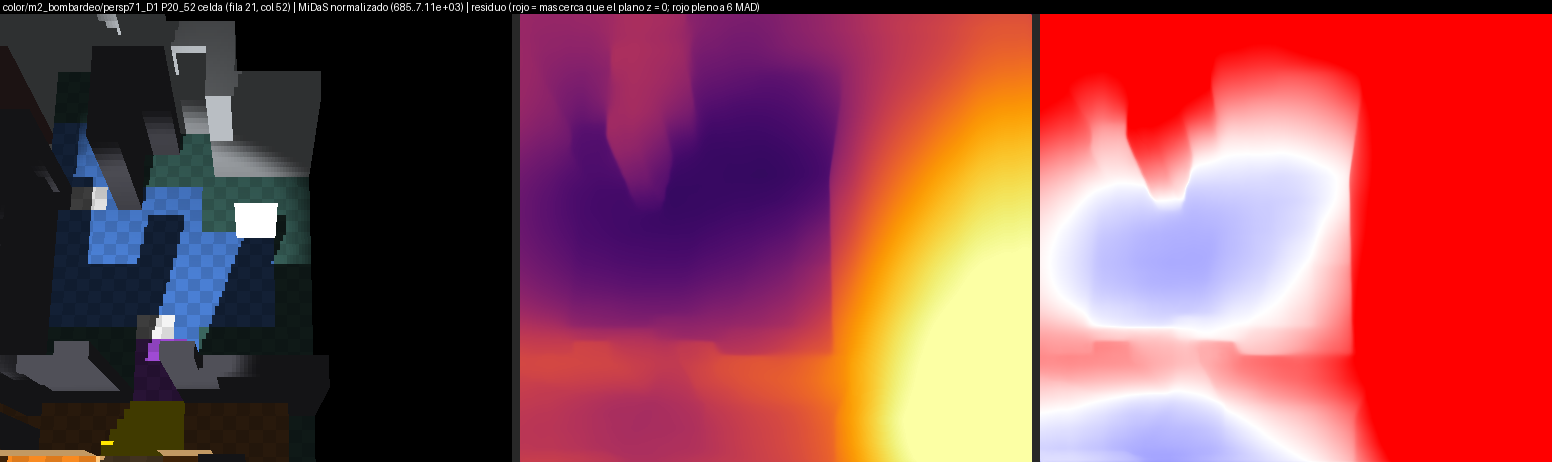 color/m2_bombardeo/persp71_D1 P20_52 celda (fila 21, col 52) | MiDaS normalizado (685..7.11e+03) | residuo (rojo = mas cerca que el plano z = 0; rojo pleno a 6 MAD)